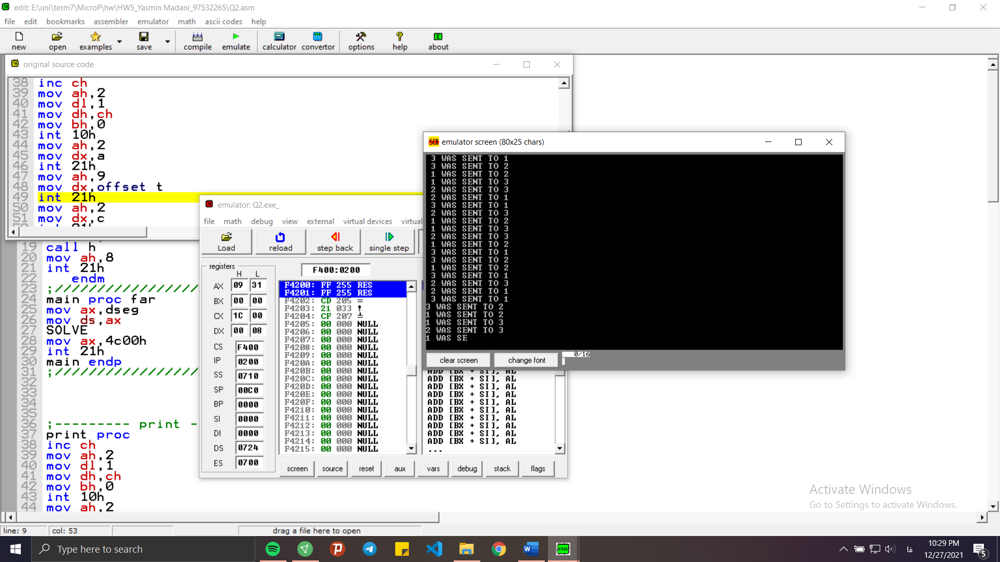 edit: E:\uni\term7\MicroP\hw\HW5_Yasmin Madani_97532265\Q2.asm
file edit bookmarks assembler emulator math ascii codes help
new open examples save compile emulate calculator convertor options help about
original source code
38 inc ch
39 mov ah,2
40 mov dl,1
41 mov dh,ch
42 mov bh,0
43 int 10h
44 mov ah,2
45 mov dx,a
46 int 21h
47 mov ah,9
48 mov dx,offset t
49 int 21h
50 mov ah,2
51 mov dx,c
19 call h
20 mov ah,8
21 int 21h
22 endm
23 ;//////////////////
24 main proc far
25 mov ax,dseg
26 mov ds,ax
27 SOLVE
28 mov ax,4c00h
29 int 21h
30 main endp
31 ;//////////////////
32
33
34
35
36 ;--------- print -
37 print proc
38 inc ch
39 mov ah,2
40 mov dl,1
41 mov dh,ch
42 mov bh,0
43 int 10h
44 mov ah,2
emulator: Q2.exe_
file math debug view external virtual devices virtual
Load reload step back single step
registers
H L
AX 09 31
BX 00 00
CX 1C 00
DX 00 08
CS F400
IP 0200
SS 0710
SP 00C0
BP 0000
SI 0000
DI 0000
DS 0724
ES 0700
F400:0200
F4200: FF 255 RES
F4201: FF 255 RES
F4202: CD 205 =
F4203: 21 033 !
F4204: CF 207 ╧
F4205: 00 000 NULL
F4206: 00 000 NULL
F4207: 00 000 NULL
F4208: 00 000 NULL
F4209: 00 000 NULL
F420A: 00 000 NULL
F420B: 00 000 NULL
F420C: 00 000 NULL
F420D: 00 000 NULL
F420E: 00 000 NULL
F420F: 00 000 NULL
F4210: 00 000 NULL
F4211: 00 000 NULL
F4212: 00 000 NULL
F4213: 00 000 NULL
F4214: 00 000 NULL
F4215: 00 000 NULL
ADD [BX + SI], AL
ADD [BX + SI], AL
ADD [BX + SI], AL
ADD [BX + SI], AL
ADD [BX + SI], AL
ADD [BX + SI], AL
ADD [BX + SI], AL
ADD [BX + SI], AL
ADD [BX + SI], AL
ADD [BX + SI], AL
...
screen source reset aux vars debug stack flags
emulator screen (80x25 chars)
3 WAS SENT TO 1
3 WAS SENT TO 2
1 WAS SENT TO 2
1 WAS SENT TO 3
2 WAS SENT TO 3
2 WAS SENT TO 1
3 WAS SENT TO 1
2 WAS SENT TO 3
1 WAS SENT TO 2
1 WAS SENT TO 3
2 WAS SENT TO 3
1 WAS SENT TO 2
3 WAS SENT TO 1
3 WAS SENT TO 2
1 WAS SENT TO 2
3 WAS SENT TO 1
2 WAS SENT TO 3
2 WAS SENT TO 1
3 WAS SENT TO 1
3 WAS SENT TO 2
1 WAS SENT TO 2
1 WAS SENT TO 3
2 WAS SENT TO 3
1 WAS SE
clear screen change font 0/16
Activate Windows
Go to Settings to activate Windows.
line: 9 col: 53 drag a file here to open
Type here to search
فا
10:29 PM
12/27/2021
5